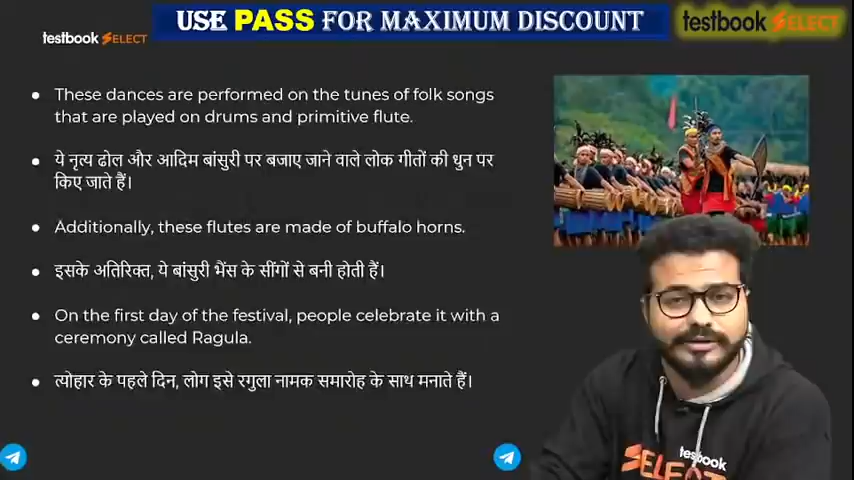 USE PASS FOR MAXIMUM DISCOUNT
testbook SELECT
testbook SELECT
These dances are performed on the tunes of folk songs
that are played on drums and primitive flute.
ये नृत्य ढोल और आदिम बांसुरी पर बजाए जाने वाले लोक गीतों की धुन पर
किए जाते हैं।
Additionally, these flutes are made of buffalo horns.
इसके अतिरिक्त, ये बांसुरी भैंस के सींगों से बनी होती हैं।
On the first day of the festival, people celebrate it with a
ceremony called Ragula.
त्योहार के पहले दिन, लोग इसे रगुला नामक समारोह के साथ मनाते हैं।
testbook
SELECT